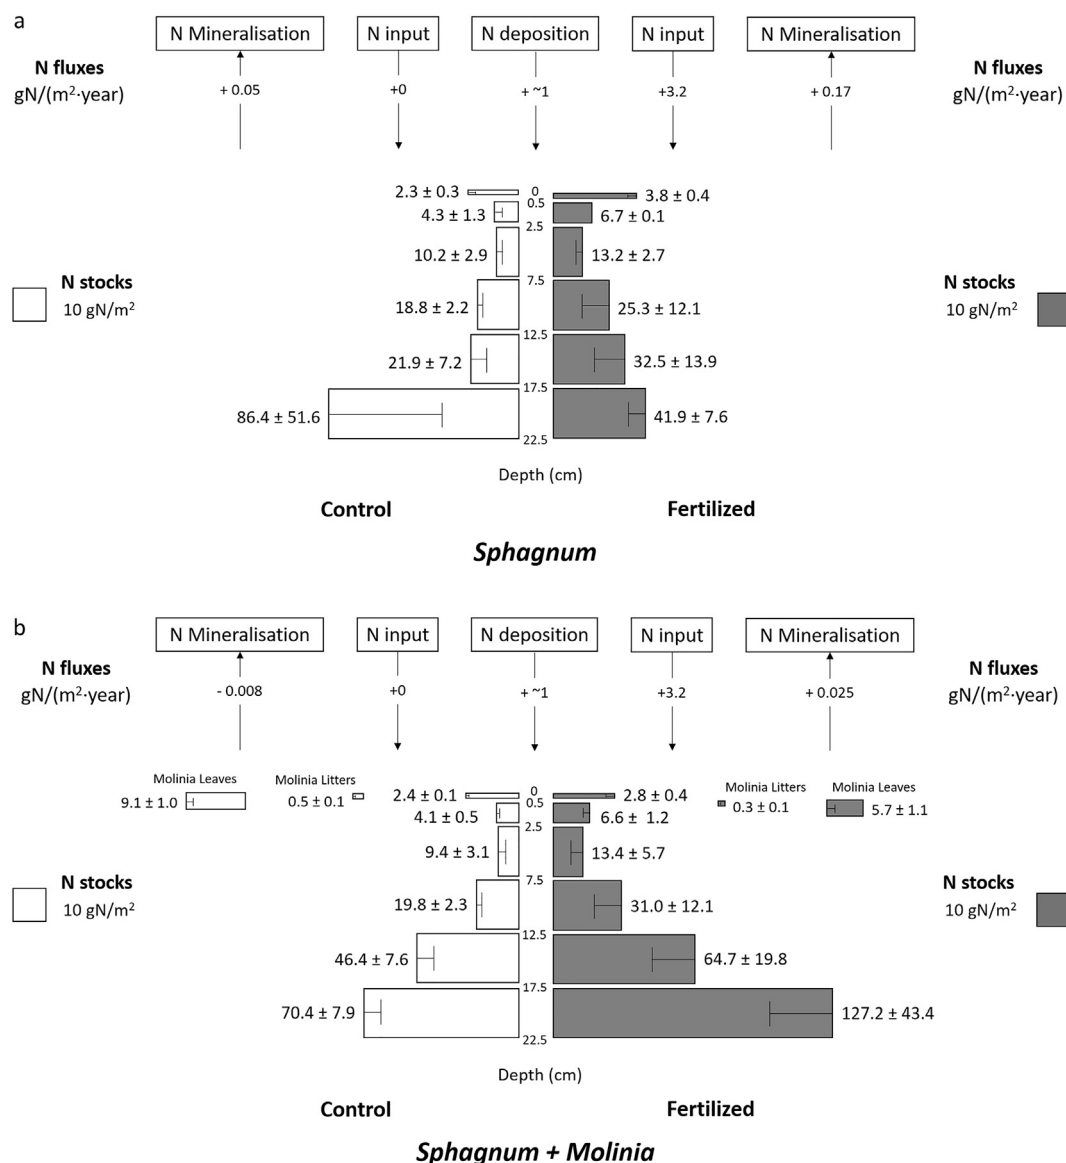 a
N Mineralisation N input N deposition N input N Mineralisation
N fluxes N fluxes
gN/(m²·year) + 0.05 +0 + ~1 +3.2 + 0.17 gN/(m²·year)
2.3 ± 0.3 0 3.8 ± 0.4
0.5
4.3 ± 1.3 6.7 ± 0.1
2.5
10.2 ± 2.9 13.2 ± 2.7
7.5
N stocks N stocks
10 gN/m² 18.8 ± 2.2 25.3 ± 12.1 10 gN/m²
12.5
21.9 ± 7.2 32.5 ± 13.9
17.5
86.4 ± 51.6 41.9 ± 7.6
22.5
Depth (cm)
Control Fertilized
Sphagnum
b
N Mineralisation N input N deposition N input N Mineralisation
N fluxes N fluxes
gN/(m²·year) - 0.008 +0 + ~1 +3.2 + 0.025 gN/(m²·year)
Molinia Leaves Molinia Litters Molinia Litters Molinia Leaves
9.1 ± 1.0 0.5 ± 0.1 2.4 ± 0.1 0 2.8 ± 0.4 0.3 ± 0.1 5.7 ± 1.1
0.5
4.1 ± 0.5 6.6 ± 1.2
2.5
9.4 ± 3.1 13.4 ± 5.7
7.5
N stocks N stocks
10 gN/m² 19.8 ± 2.3 31.0 ± 12.1 10 gN/m²
12.5
46.4 ± 7.6 64.7 ± 19.8
17.5
70.4 ± 7.9 127.2 ± 43.4
22.5
Depth (cm)
Control Fertilized
Sphagnum + Molinia